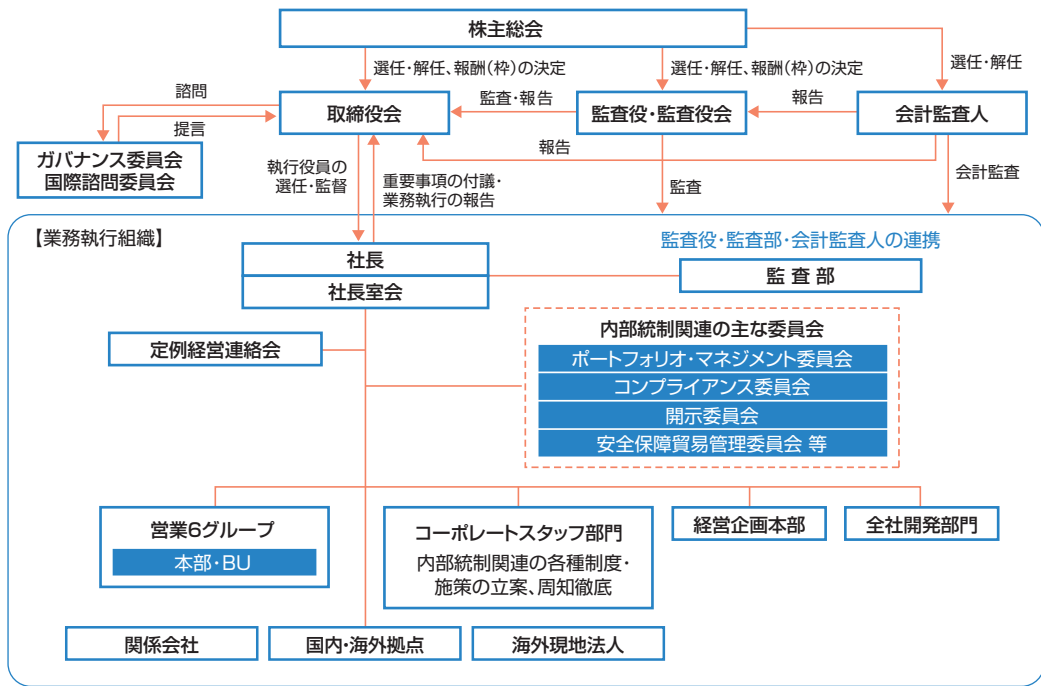 株主総会
選任・解任、報酬(枠)の決定
選任・解任、報酬(枠)の決定
選任・解任
諮問
提言
取締役会
監査・報告
監査役・監査役会
報告
会計監査人
報告
ガバナンス委員会
国際諮問委員会
執行役員の
選任・監督
重要事項の付議・
業務執行の報告
監査
会計監査
【業務執行組織】
監査役・監査部・会計監査人の連携
社長
社長室会
監 査 部
定例経営連絡会
内部統制関連の主な委員会
ポートフォリオ・マネジメント委員会
コンプライアンス委員会
開示委員会
安全保障貿易管理委員会 等
営業6グループ
本部・BU
コーポレートスタッフ部門
内部統制関連の各種制度・
施策の立案、周知徹底
経営企画本部
全社開発部門
関係会社
国内・海外拠点
海外現地法人